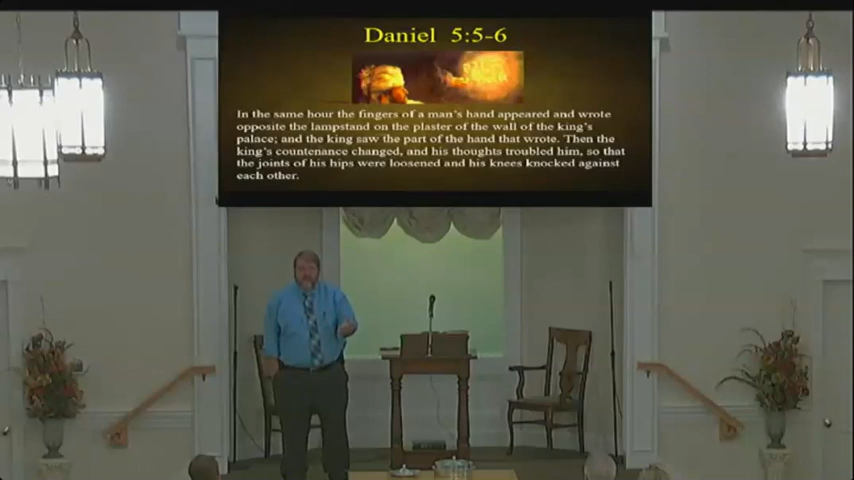 Daniel 5:5-6
In the same hour the fingers of a man's hand appeared and wrote
opposite the lampstand on the plaster of the wall of the king's
palace; and the king saw the part of the hand that wrote. Then the
king's countenance changed, and his thoughts troubled him, so that
the joints of his hips were loosened and his knees knocked against
each other.